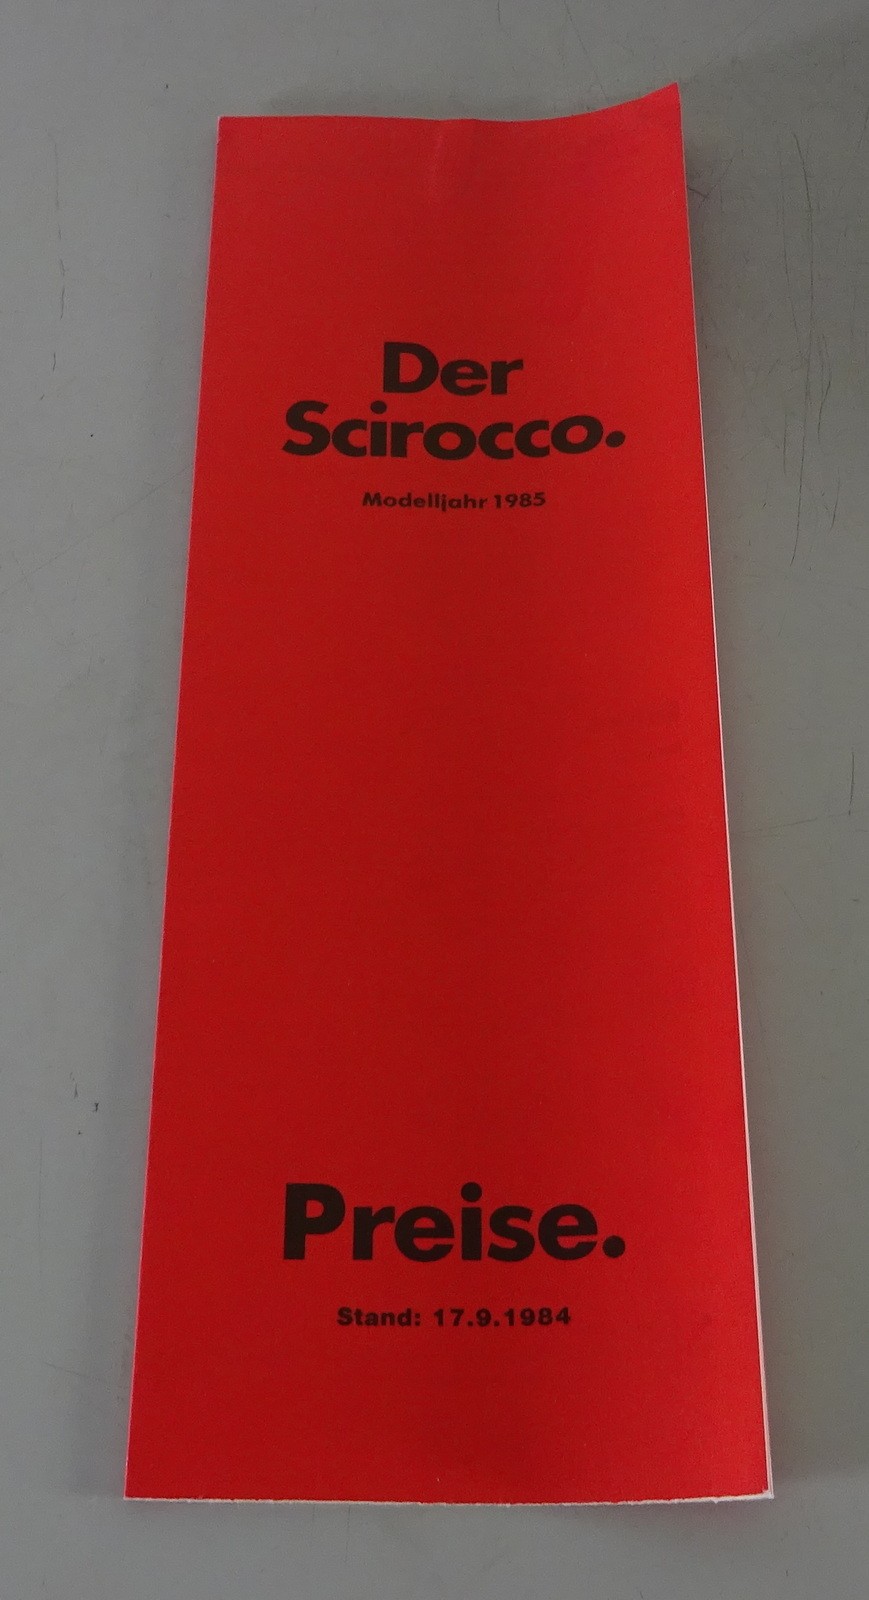 Der
Scirocco.
Modelljahr 1985
Preise.
Stand: 17.9.1984